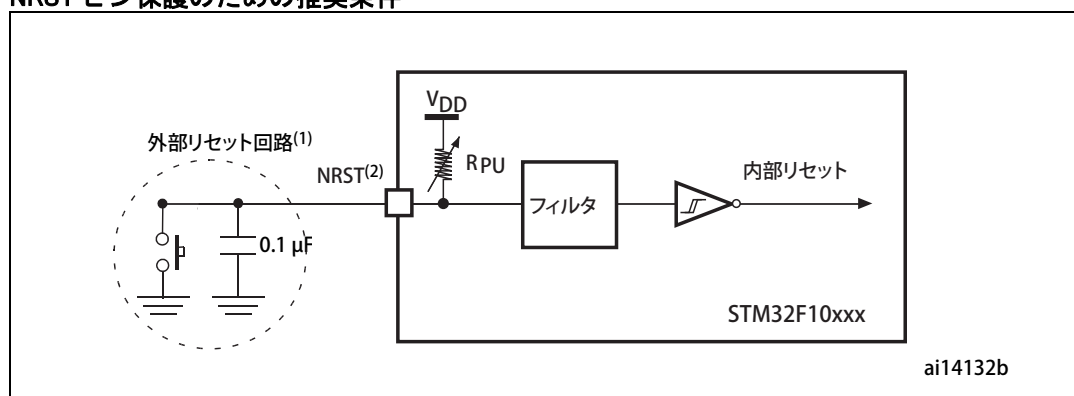 NRST ピン保護のための推奨条件
VDD
外部リセット回路(1)
RPU
NRST(2)
フィルタ
内部リセット
0.1 µF
STM32F10xxx
ai14132b